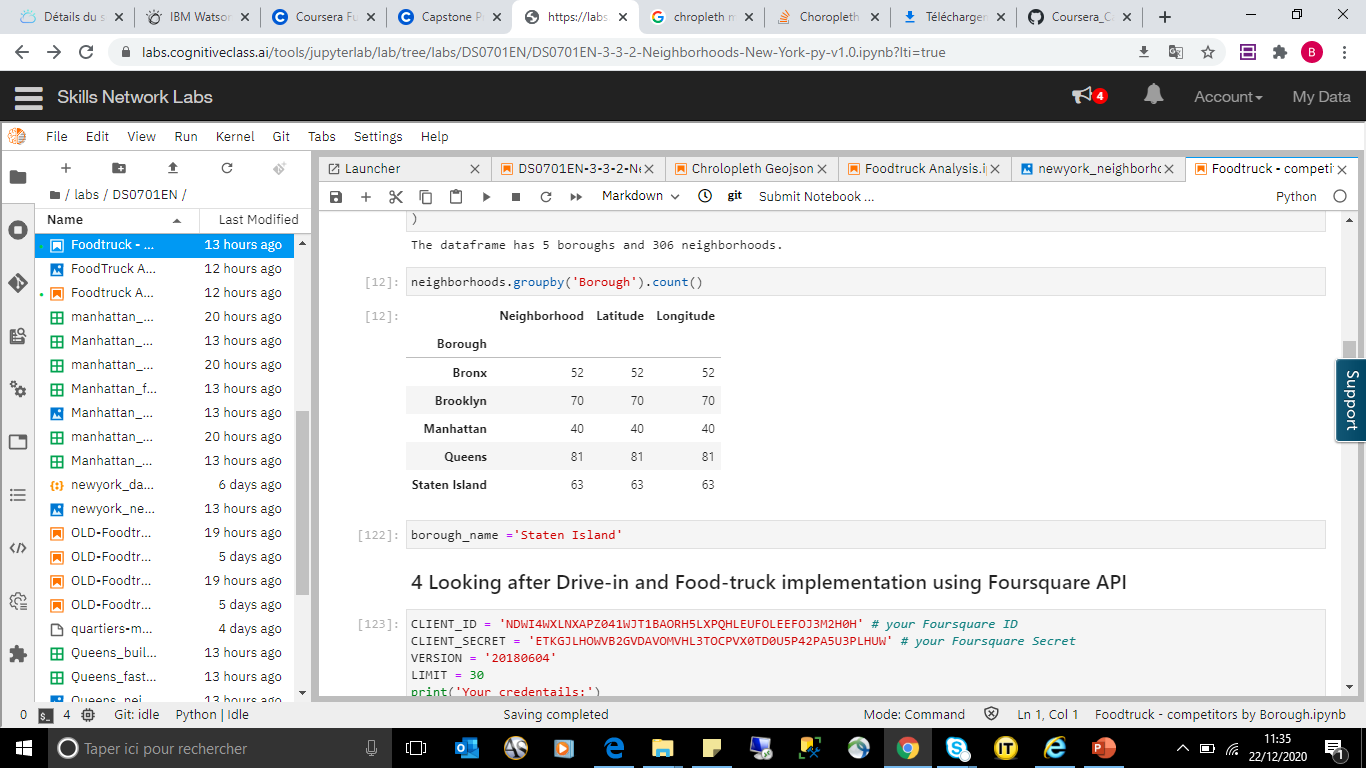 Détails du s
IBM Watsor
Coursera Fu
Capstone P
https://labs
chropleth m
Choropleth
Téléchargen
Coursera_Ca
labs.cognitiveclass.ai/tools/jupyterlab/lab/tree/labs/DS0701EN/DS0701EN-3-3-2-Neighborhoods-New-York-py-v1.0.ipynb?lti=true
B
Skills Network Labs
4
Account
My Data
File Edit View Run Kernel Git Tabs Settings Help
Launcher
DS0701EN-3-3-2-Ne
Chrolopleth Geojson
Foodtruck Analysis.i
newyork_neighborho
Foodtruck - competi
/ labs / DS0701EN /
Markdown
git
Submit Notebook ...
Python
Name Last Modified
Foodtruck - ... 13 hours ago
FoodTruck A... 12 hours ago
Foodtruck A... 12 hours ago
manhattan_... 20 hours ago
Manhattan_... 13 hours ago
manhattan_... 20 hours ago
Manhattan_f... 13 hours ago
Manhattan_... 13 hours ago
manhattan_... 20 hours ago
Manhattan_... 13 hours ago
newyork_da... 6 days ago
newyork_ne... 13 hours ago
OLD-Foodtr... 19 hours ago
OLD-Foodtr... 5 days ago
OLD-Foodtr... 19 hours ago
OLD-Foodtr... 5 days ago
quartiers-m... 4 days ago
Queens_buil... 13 hours ago
Queens_fast... 13 hours ago
Queens_nei... 13 hours ago
)
The dataframe has 5 boroughs and 306 neighborhoods.
[12]: neighborhoods.groupby('Borough').count()
[12]: Neighborhood Latitude Longitude
Borough
Bronx 52 52 52
Brooklyn 70 70 70
Manhattan 40 40 40
Queens 81 81 81
Staten Island 63 63 63
[122]: borough_name ='Staten Island'
4 Looking after Drive-in and Food-truck implementation using Foursquare API
[123]: CLIENT_ID = 'NDWI4WXLNXAPZ041WJT1BAORH5LXPQHLEUFOLEEFOJ3M2H0H' # your Foursquare ID
CLIENT_SECRET = 'ETKGJLHOWVB2GVDAVOMVHL3TOCPVX0TD0U5P42PA5U3PLHUW' # your Foursquare Secret
VERSION = '20180604'
LIMIT = 30
print('Your credentails:')
Support
0 4 Git: idle Python | Idle
Saving completed
Mode: Command
Ln 1, Col 1
Foodtruck - competitors by Borough.ipynb
Taper ici pour rechercher
11:35
22/12/2020
1